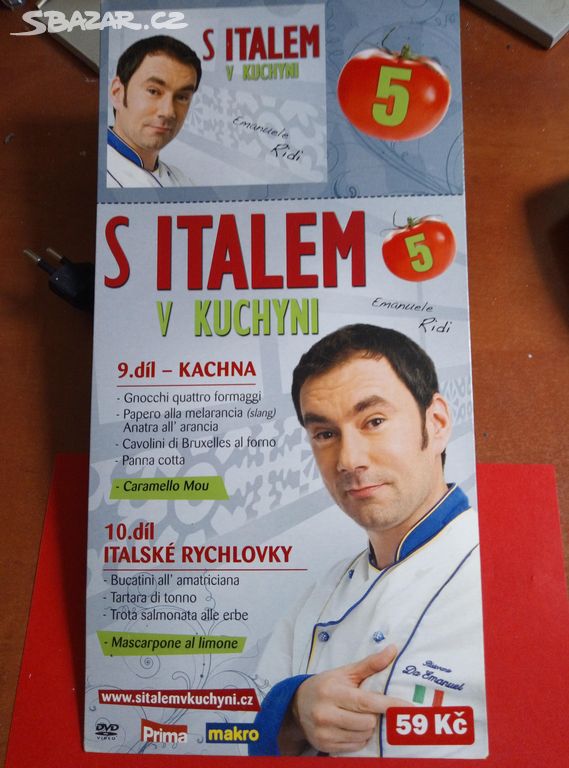 SBAZAR.CZ
S ITALEM
V KUCHYNI
5
Emanuele
Ridi
S ITALEM
5
V KUCHYNI
Emanuele
Ridi
9.díl – KACHNA
- Gnocchi quattro formaggi
- Papero alla melarancia (slang)
Anatra all' arancia
- Cavolini di Bruxelles al forno
- Panna cotta
- Caramello Mou
10.díl
ITALSKÉ RYCHLOVKY
- Bucatini all' amatriciana
- Tartara di tonno
- Trota salmonata alle erbe
- Mascarpone al limone
Da Emanuel
www.sitalemvkuchyni.cz
DVD
VIDEO
Prima
makro
59 Kč